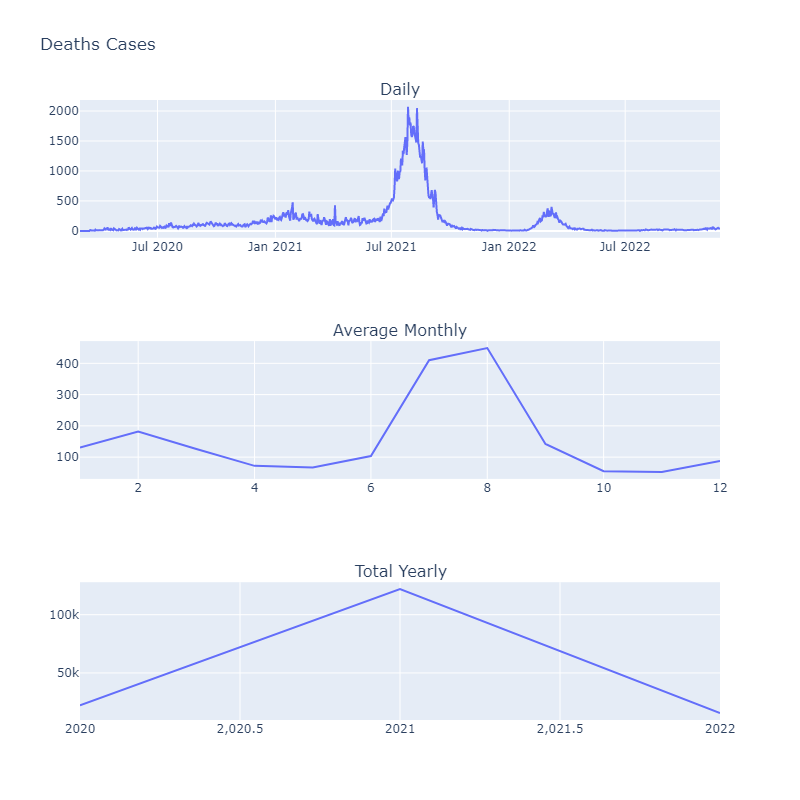 Deaths Cases
Daily
2000
1500
1000
500
0
Jul 2020 Jan 2021 Jul 2021 Jan 2022 Jul 2022
Average Monthly
400
300
200
100
2 4 6 8 10 12
Total Yearly
100k
50k
2020 2,020.5 2021 2,021.5 2022